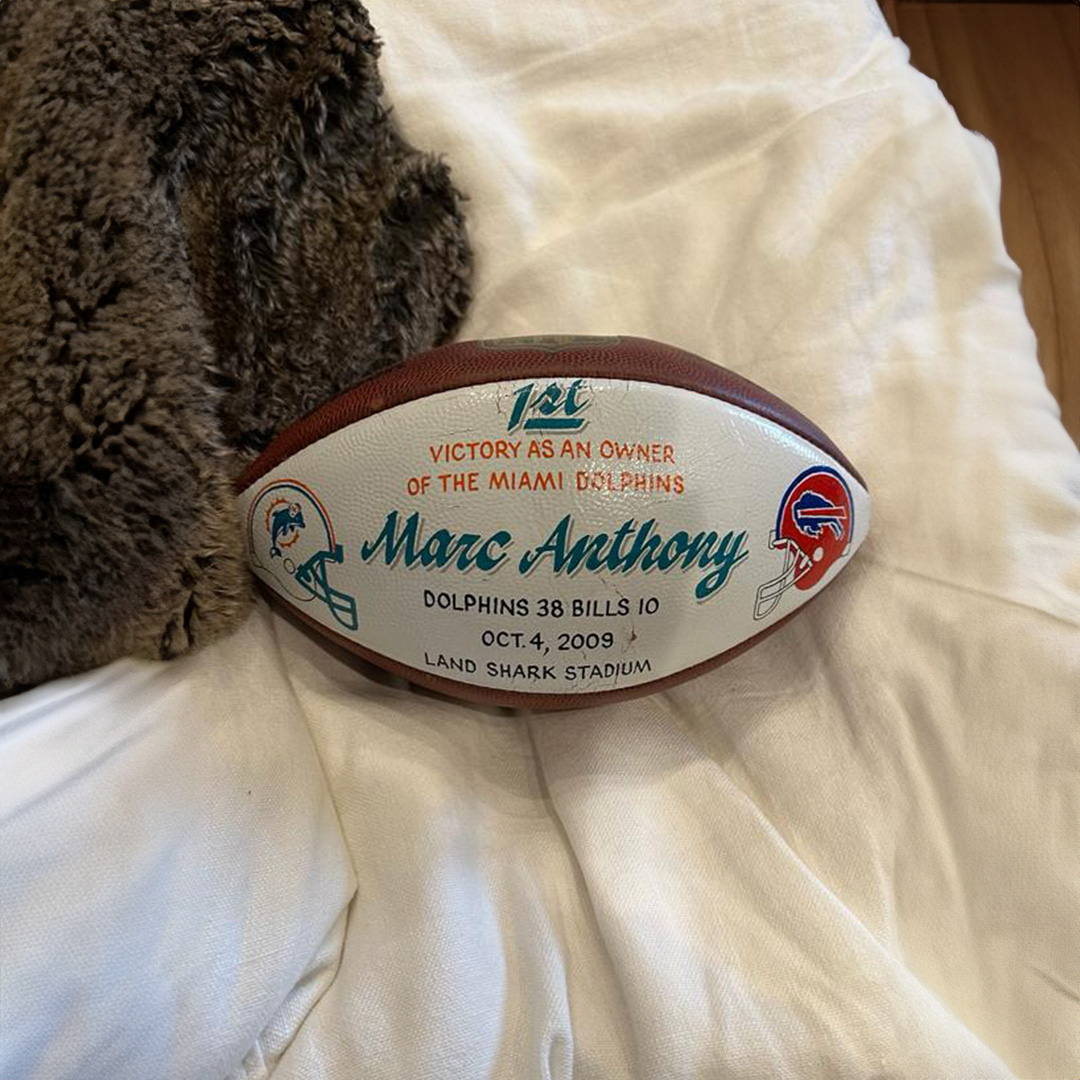 1st
VICTORY AS AN OWNER
OF THE MIAMI DOLPHINS
Marc Anthony
DOLPHINS 38 BILLS 10
OCT. 4, 2009
LAND SHARK STADIUM